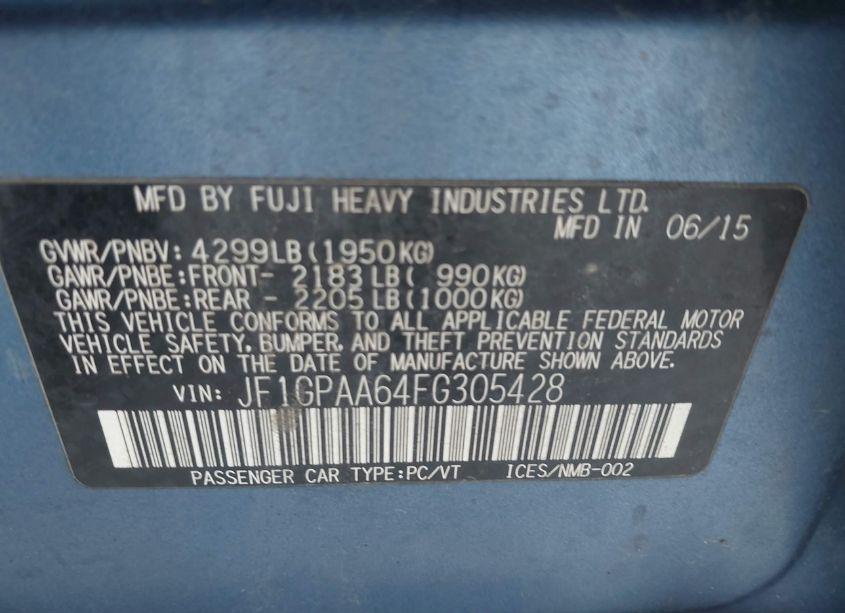 MFD BY FUJI HEAVY INDUSTRIES LTD.
MFD IN 06/15
GVWR/PNBV: 4299LB(1950KG)
GAWR/PNBE:FRONT- 2183LB( 990KG)
GAWR/PNBE:REAR - 2205LB(1000KG)
THIS VEHICLE CONFORMS TO ALL APPLICABLE FEDERAL MOTOR
VEHICLE SAFETY, BUMPER, AND THEFT PREVENTION STANDARDS
IN EFFECT ON THE DATE OF MANUFACTURE SHOWN ABOVE.
VIN: JF1GPAA64FG305428
PASSENGER CAR TYPE:PC/VT ICES/NMB-002